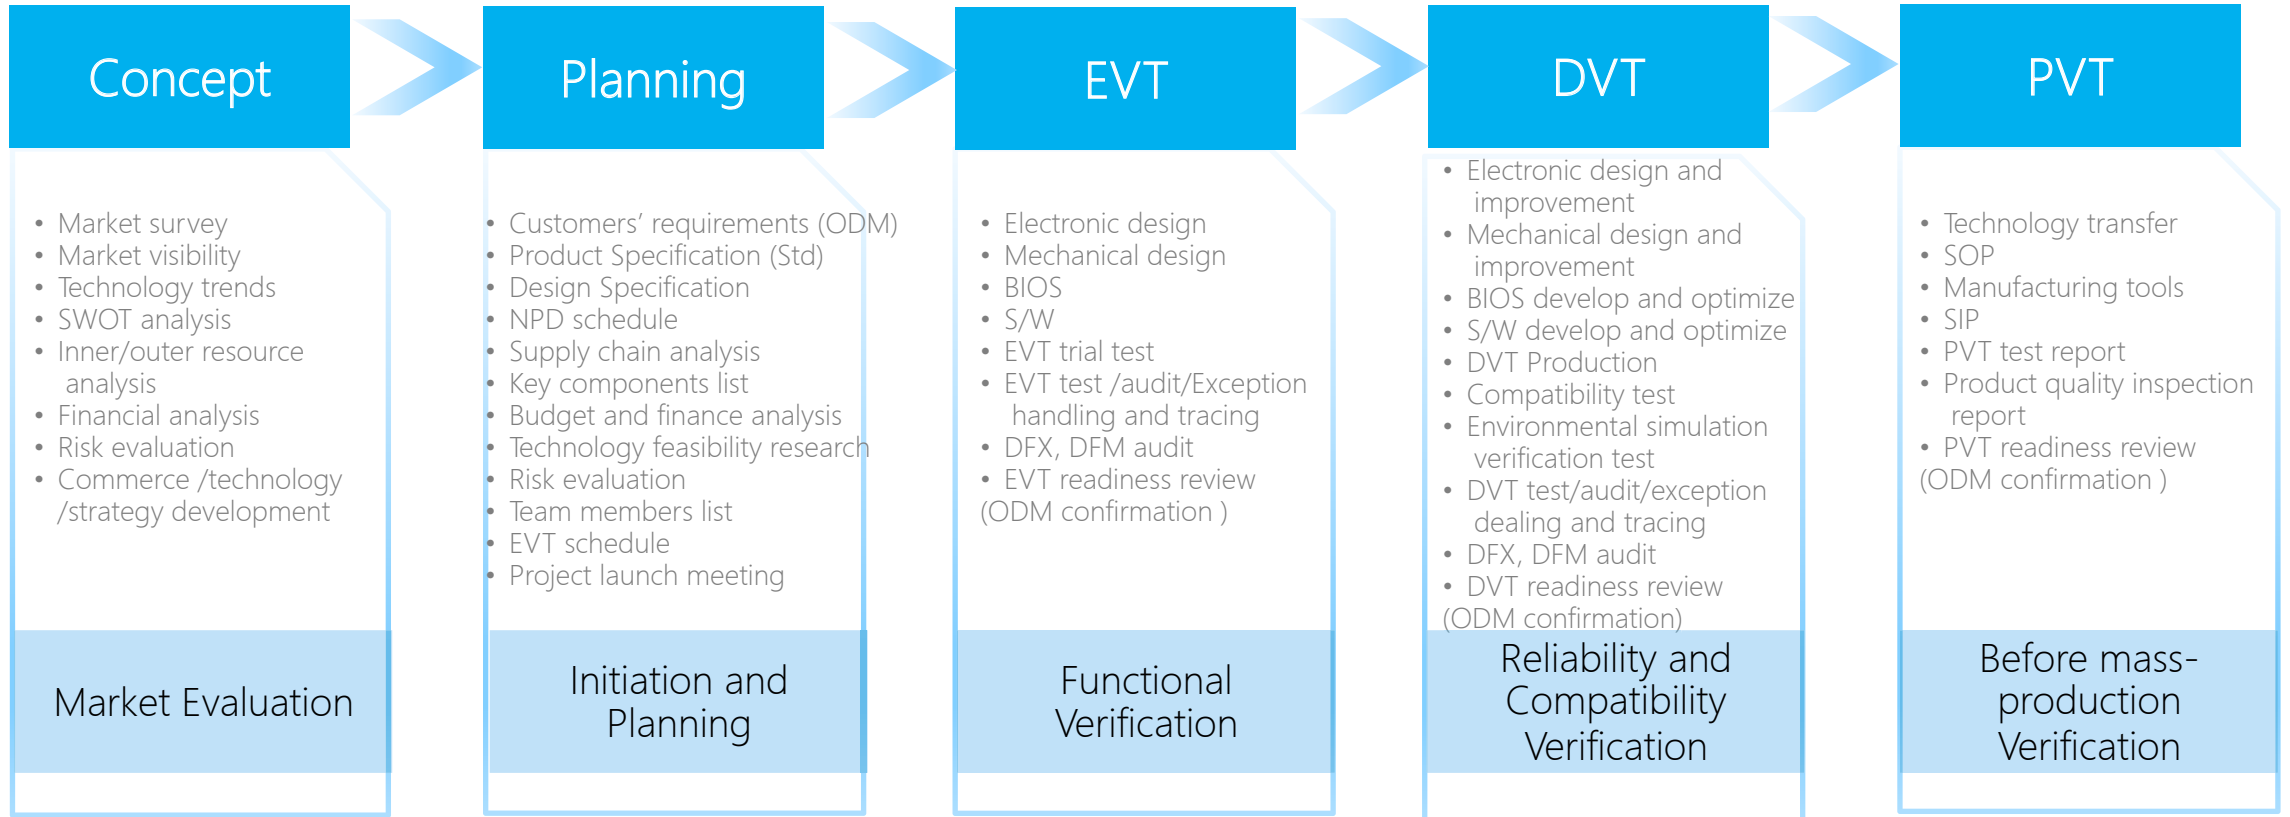 Concept
• Market survey
• Market visibility
• Technology trends
• SWOT analysis
• Inner/outer resource
analysis
• Financial analysis
• Risk evaluation
• Commerce /technology
/strategy development
Market Evaluation
Planning
• Customers’ requirements (ODM)
• Product Specification (Std)
• Design Specification
• NPD schedule
• Supply chain analysis
• Key components list
• Budget and finance analysis
• Technology feasibility research
• Risk evaluation
• Team members list
• EVT schedule
• Project launch meeting
Initiation and
Planning
EVT
• Electronic design
• Mechanical design
• BIOS
• S/W
• EVT trial test
• EVT test /audit/Exception
handling and tracing
• DFX, DFM audit
• EVT readiness review
(ODM confirmation )
Functional
Verification
DVT
• Electronic design and
improvement
• Mechanical design and
improvement
• BIOS develop and optimize
• S/W develop and optimize
• DVT Production
• Compatibility test
• Environmental simulation
verification test
• DVT test/audit/exception
dealing and tracing
• DFX, DFM audit
• DVT readiness review
(ODM confirmation)
Reliability and
Compatibility
Verification
PVT
• Technology transfer
• SOP
• Manufacturing tools
• SIP
• PVT test report
• Product quality inspection
report
• PVT readiness review
(ODM confirmation )
Before mass-
production
Verification